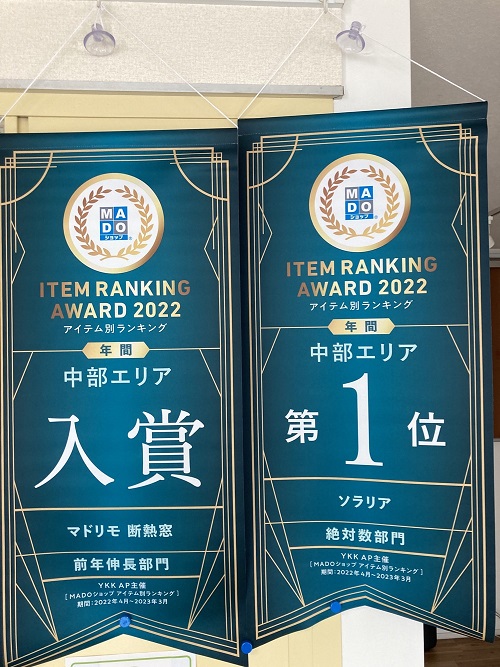 MA
DO
ショップ
ITEM RANKING
AWARD 2022
アイテム別ランキング
年間
中部エリア
入賞
マドリモ 断熱窓
前年伸長部門
YKK AP主催
[MADOショップ アイテム別ランキング]
期間:2022年4月~2023年3月
MA
DO
ショップ
ITEM RANKING
AWARD 2022
アイテム別ランキング
年間
中部エリア
第1位
ソラリア
絶対数部門
YKK AP主催
[MADOショップ アイテム別ランキング]
期間:2022年4月~2023年3月